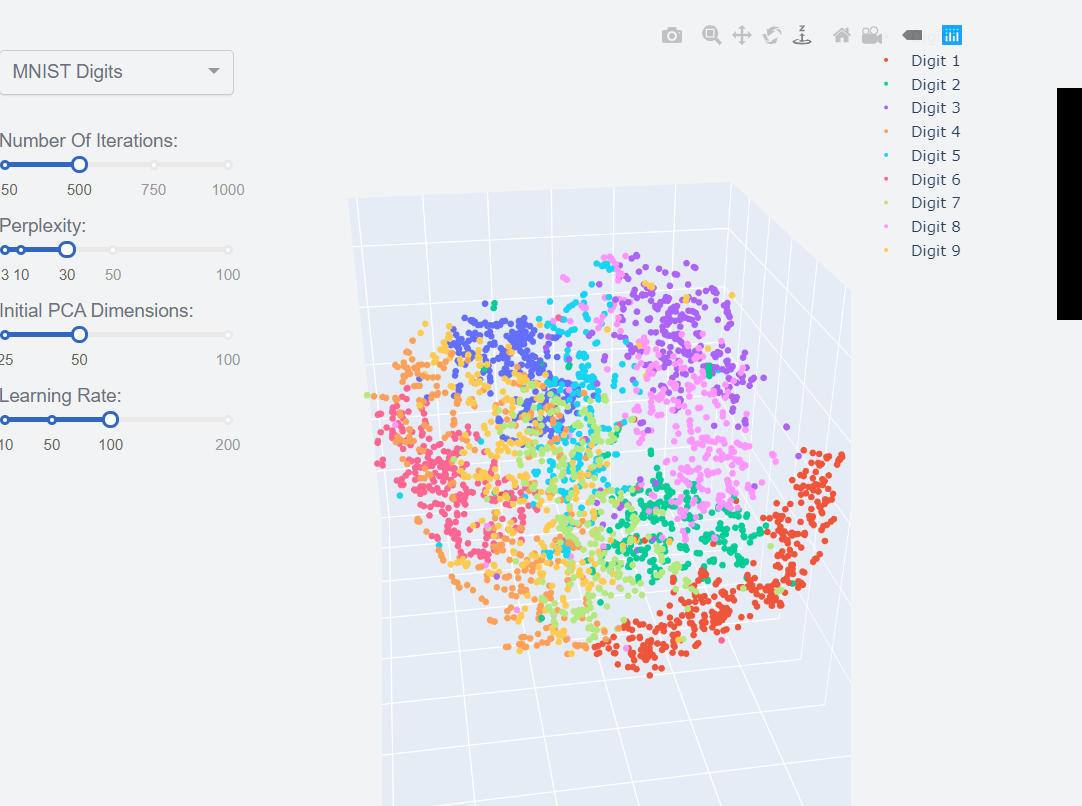 MNIST Digits
Number Of Iterations:
50 500 750 1000
Perplexity:
3 10 30 50 100
Initial PCA Dimensions:
25 50 100
Learning Rate:
10 50 100 200
Z
Digit 1
Digit 2
Digit 3
Digit 4
Digit 5
Digit 6
Digit 7
Digit 8
Digit 9